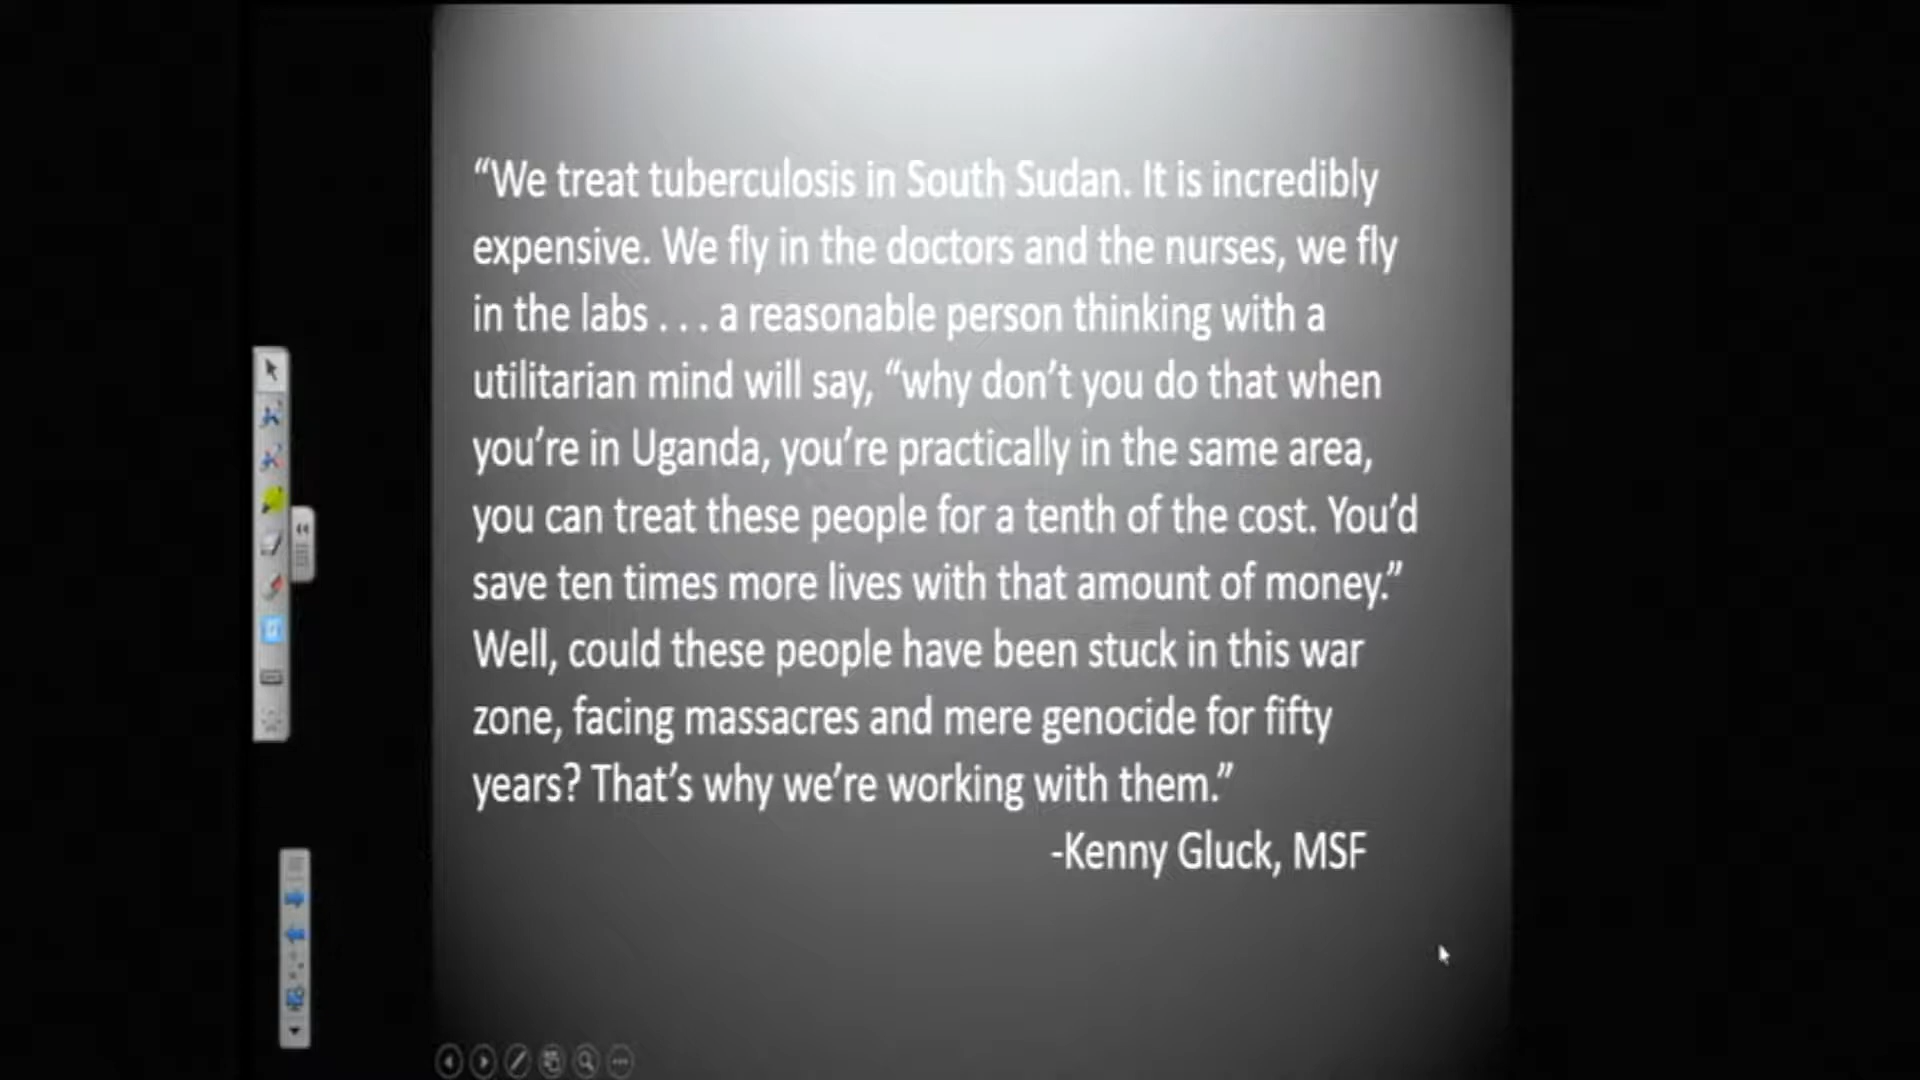 “We treat tuberculosis in South Sudan. It is incredibly
expensive. We fly in the doctors and the nurses, we fly
in the labs . . . a reasonable person thinking with a
utilitarian mind will say, “why don’t you do that when
you’re in Uganda, you’re practically in the same area,
you can treat these people for a tenth of the cost. You’d
save ten times more lives with that amount of money.”
Well, could these people have been stuck in this war
zone, facing massacres and mere genocide for fifty
years? That’s why we’re working with them.”
-Kenny Gluck, MSF